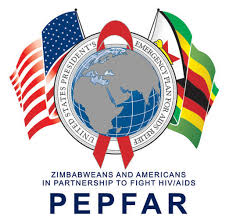 UNITED STATES PRESIDENT'S
EMERGENCY PLAN FOR AIDS RELIEF
ZIMBABWEANS AND AMERICANS
IN PARTNERSHIP TO FIGHT HIV/AIDS
PEPFAR